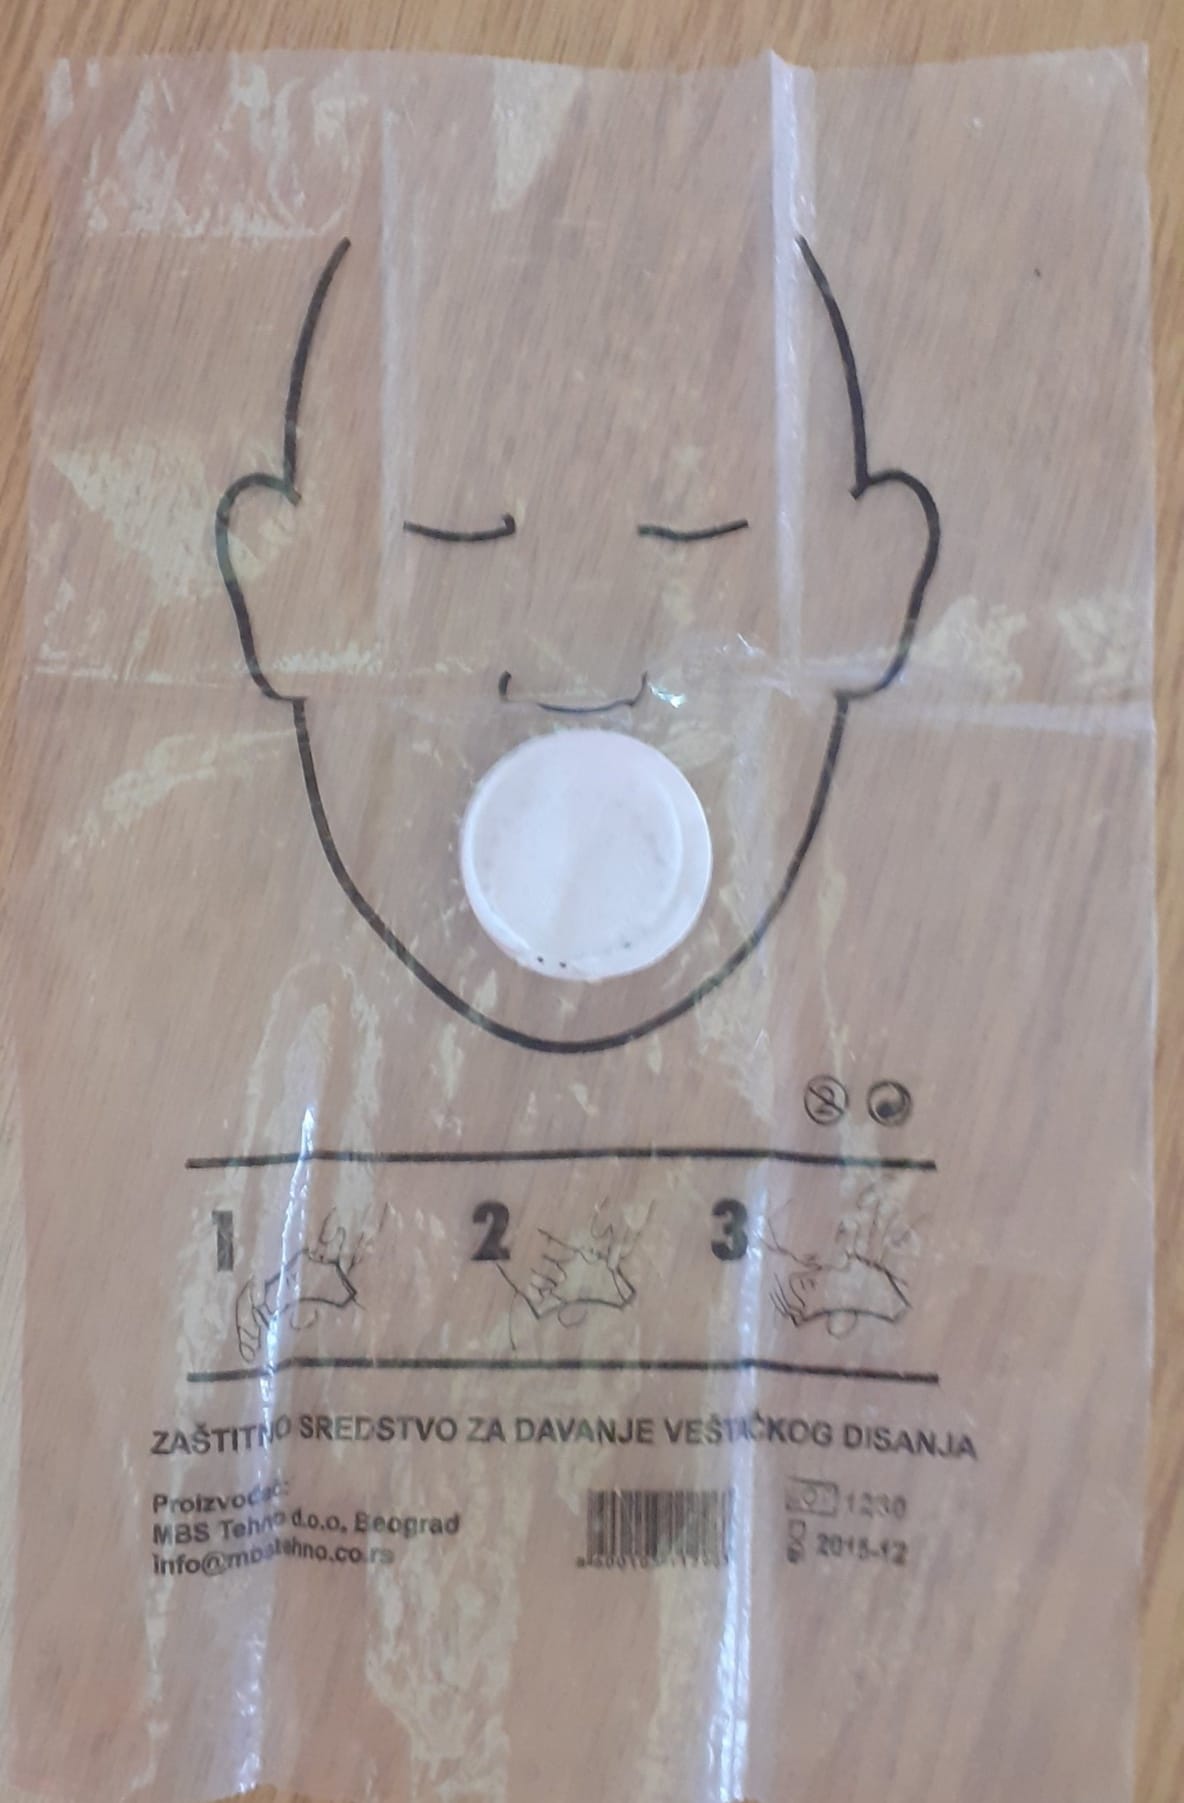 1 2 3
ZAŠTITNO SREDSTVO ZA DAVANJE VEŠTAČKOG DISANJA
Proizvođač:
MBS Tehno d.o.o. Beograd
info@mbstehno.co.rs
1230
2015-12